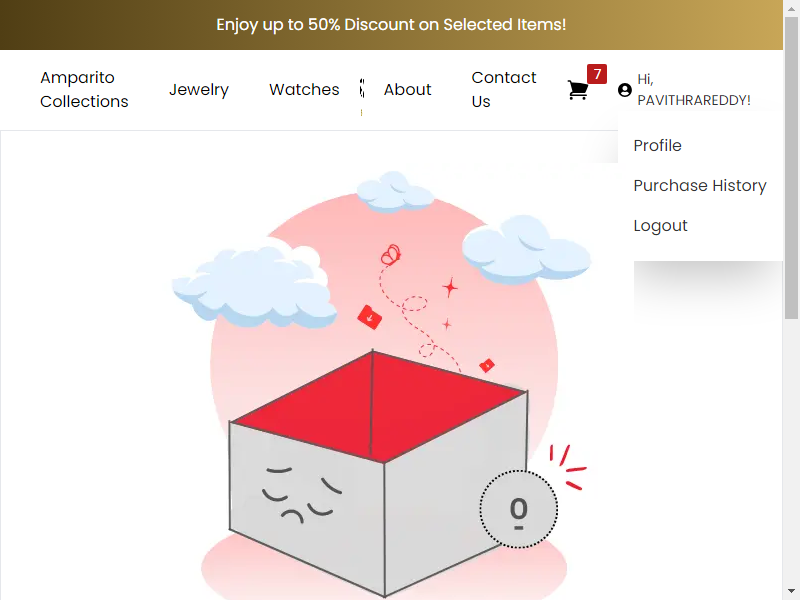 Enjoy up to 50% Discount on Selected Items!
Amparito
Collections
Jewelry
Watches
About
Contact
Us
7
Hi,
PAVITHRAREDDY!
Profile
Purchase History
Logout
0